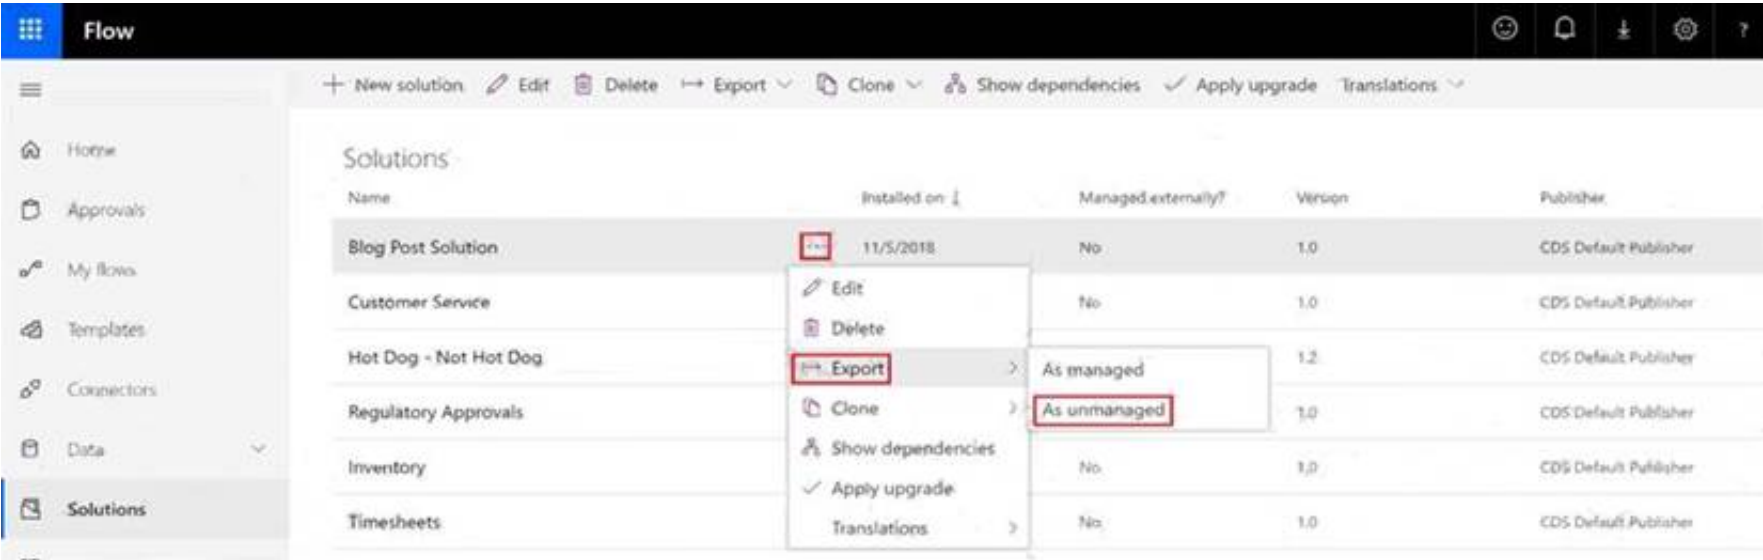 Flow
?
New solution Edit Delete Export Clone Show dependencies Apply upgrade Translations
Home
Approvals
My flows
Templates
Connectors
Data
Solutions
Solutions
Name Installed on ↓ Managed externally? Version Publisher
Blog Post Solution ... 11/5/2018 No 1.0 CDS Default Publisher
Customer Service No 1.0 CDS Default Publisher
Hot Dog - Not Hot Dog 1.2 CDS Default Publisher
Regulatory Approvals 1.0 CDS Default Publisher
Inventory No 1.0 CDS Default Publisher
Timesheets No 1.0 CDS Default Publisher
Edit
Delete
Export
Clone
Show dependencies
Apply upgrade
Translations
As managed
As unmanaged